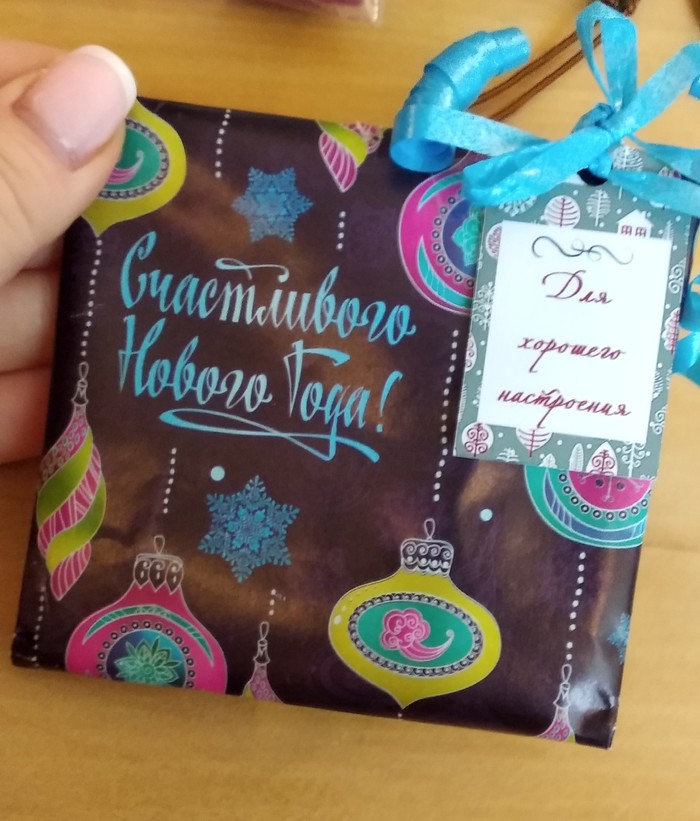 Счастливого
Нового Года!
Для
хорошего
настроения